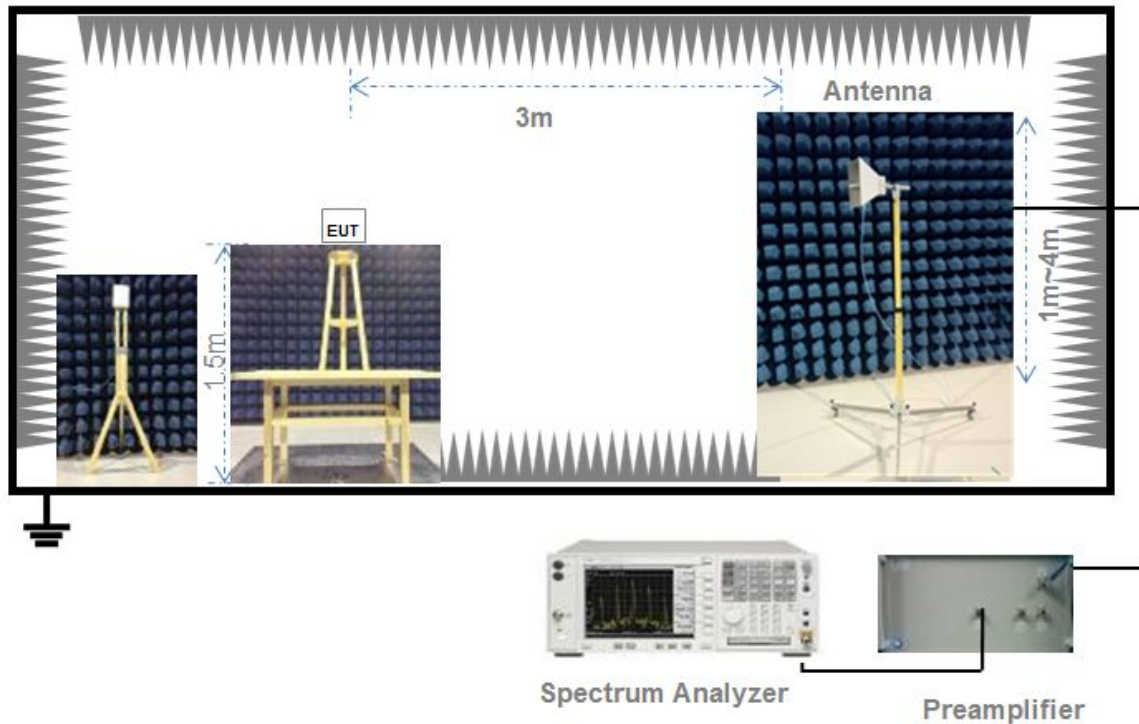 Antenna
3m
EUT
1.5m
1m~4m
Spectrum Analyzer
Preamplifier